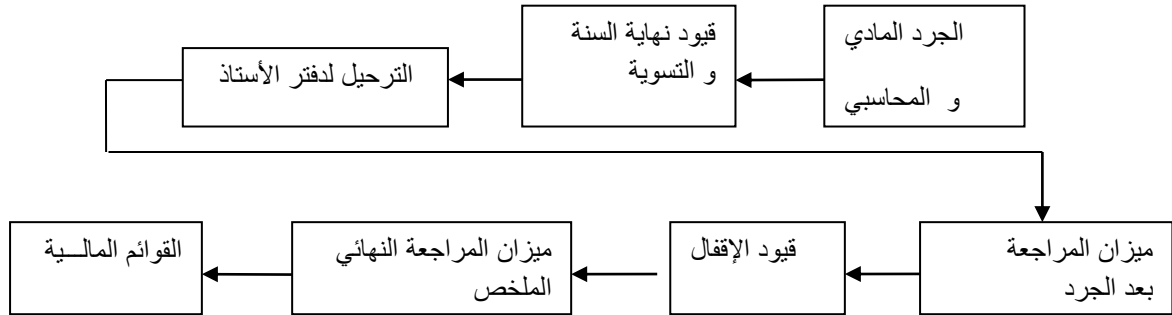 الجرد المادي
و المحاسبي
قيود نهاية السنة
و التسوية
الترحيل لدفتر الأستاذ
ميزان المراجعة
بعد الجرد
قيود الإقفال
ميزان المراجعة النهائي
الملخص
القوائم المالـــية